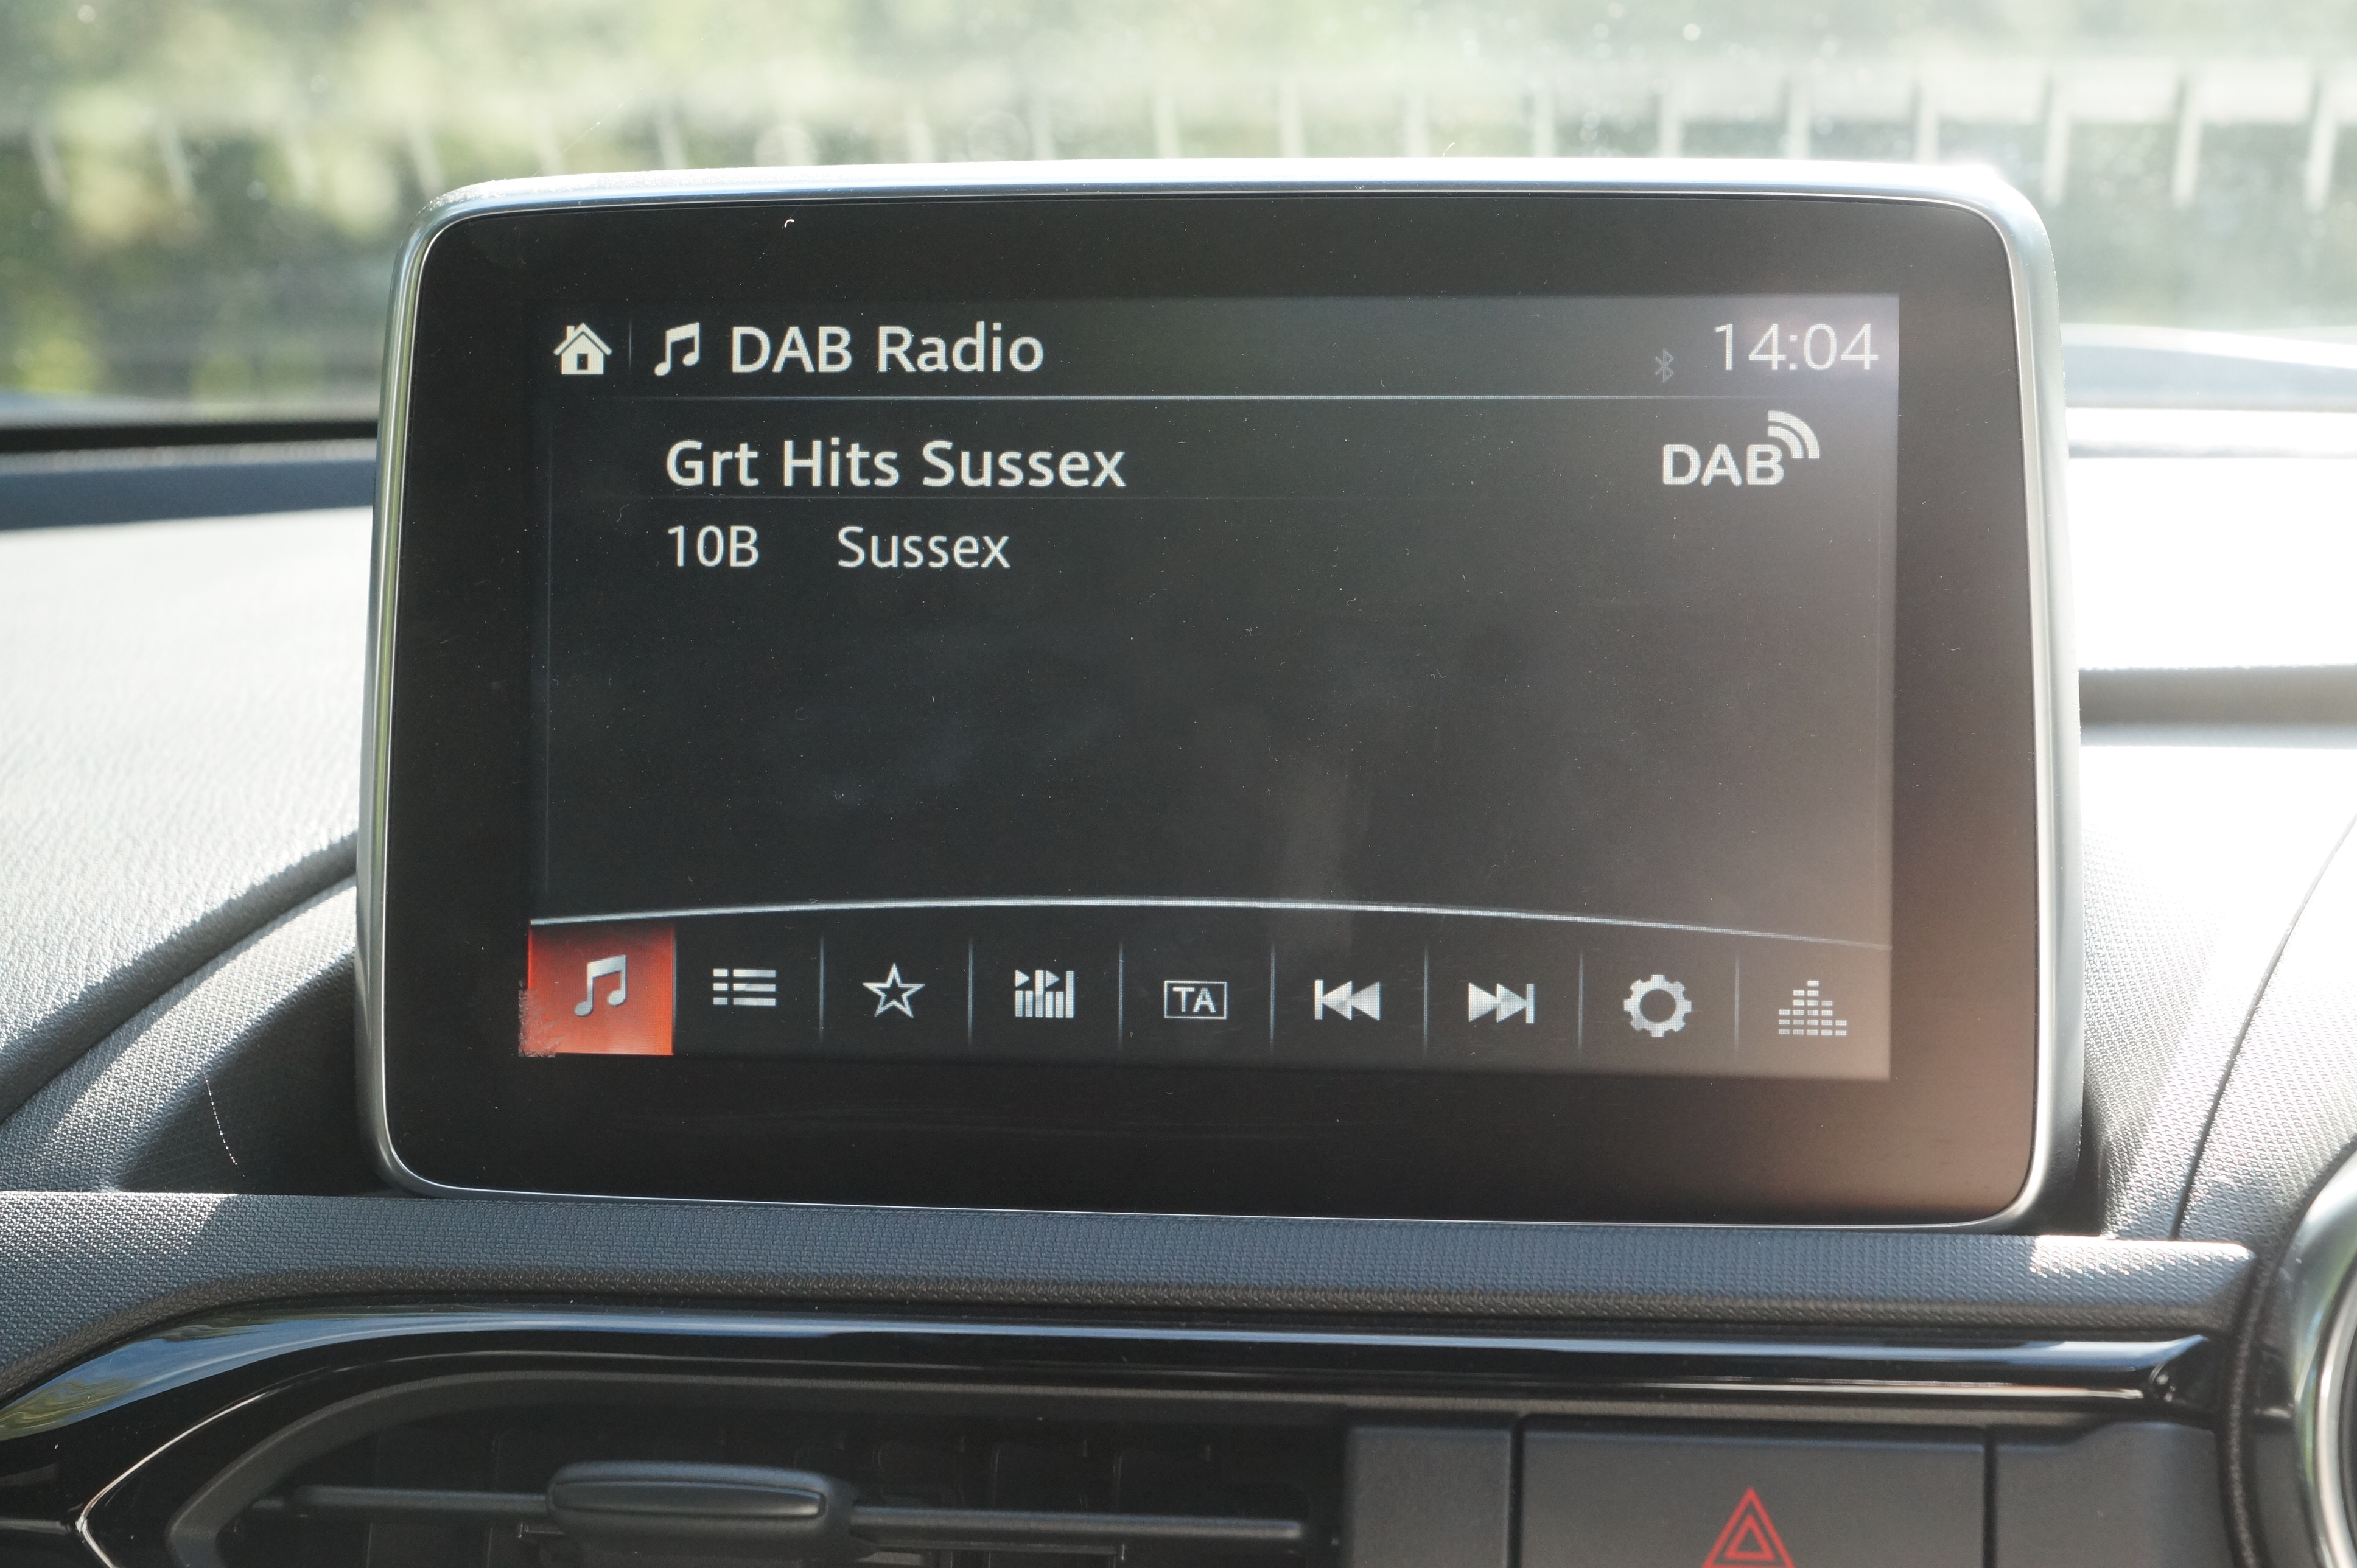 DAB Radio 14:04
Grt Hits Sussex DAB
10B Sussex
TA